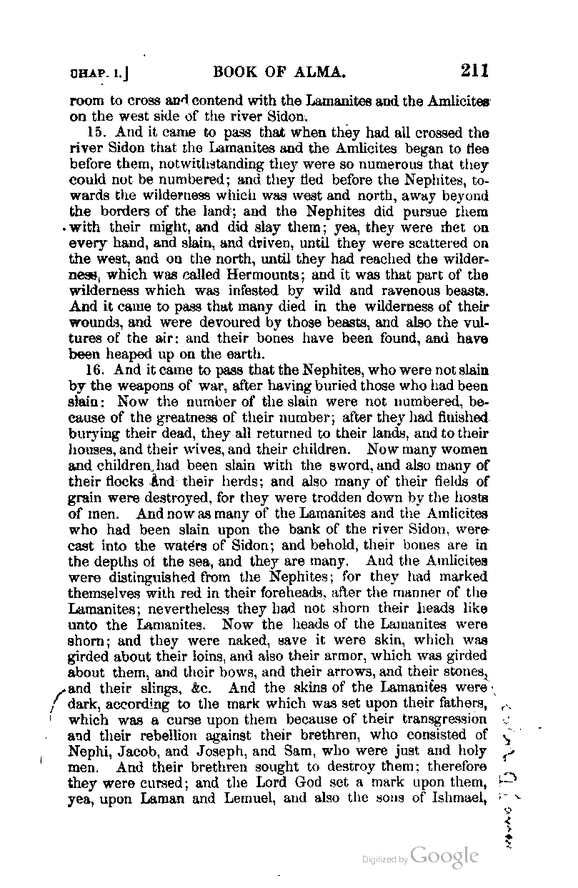 CHAP. I.] BOOK OF ALMA. 211
room to cross and contend with the Lamanites and the Amlicites
on the west side of the river Sidon.
15. And it came to pass that when they had all crossed the
river Sidon that the Lamanites and the Amlicites began to flee
before them, notwithstanding they were so numerous that they
could not be numbered; and they fled before the Nephites, to-
wards the wilderness which was west and north, away beyond
the borders of the land; and the Nephites did pursue them
with their might, and did slay them; yea, they were met on
every hand, and slain, and driven, until they were scattered on
the west, and on the north, until they had reached the wilder-
ness, which was called Hermounts; and it was that part of the
wilderness which was infested by wild and ravenous beasts.
And it came to pass that many died in the wilderness of their
wounds, and were devoured by those beasts, and also the vul-
tures of the air: and their bones have been found, and have
been heaped up on the earth.
16. And it came to pass that the Nephites, who were not slain
by the weapons of war, after having buried those who had been
slain: Now the number of the slain were not numbered, be-
cause of the greatness of their number; after they had finished
burying their dead, they all returned to their lands, and to their
houses, and their wives, and their children. Now many women
and children had been slain with the sword, and also many of
their flocks and their herds; and also many of their fields of
grain were destroyed, for they were trodden down by the hosts
of men. And now as many of the Lamanites and the Amlicites
who had been slain upon the bank of the river Sidon, were
cast into the waters of Sidon; and behold, their bones are in
the depths of the sea, and they are many. And the Amlicites
were distinguished from the Nephites; for they had marked
themselves with red in their foreheads, after the manner of the
Lamanites; nevertheless they had not shorn their heads like
unto the Lamanites. Now the heads of the Lamanites were
shorn; and they were naked, save it were skin, which was
girded about their loins, and also their armor, which was girded
about them, and their bows, and their arrows, and their stones,
and their slings, &c. And the skins of the Lamanites were
dark, according to the mark which was set upon their fathers,
which was a curse upon them because of their transgression
and their rebellion against their brethren, who consisted of
Nephi, Jacob, and Joseph, and Sam, who were just and holy
men. And their brethren sought to destroy them; therefore
they were cursed; and the Lord God set a mark upon them,
yea, upon Laman and Lemuel, and also the sons of Ishmael,
Digitized by Google